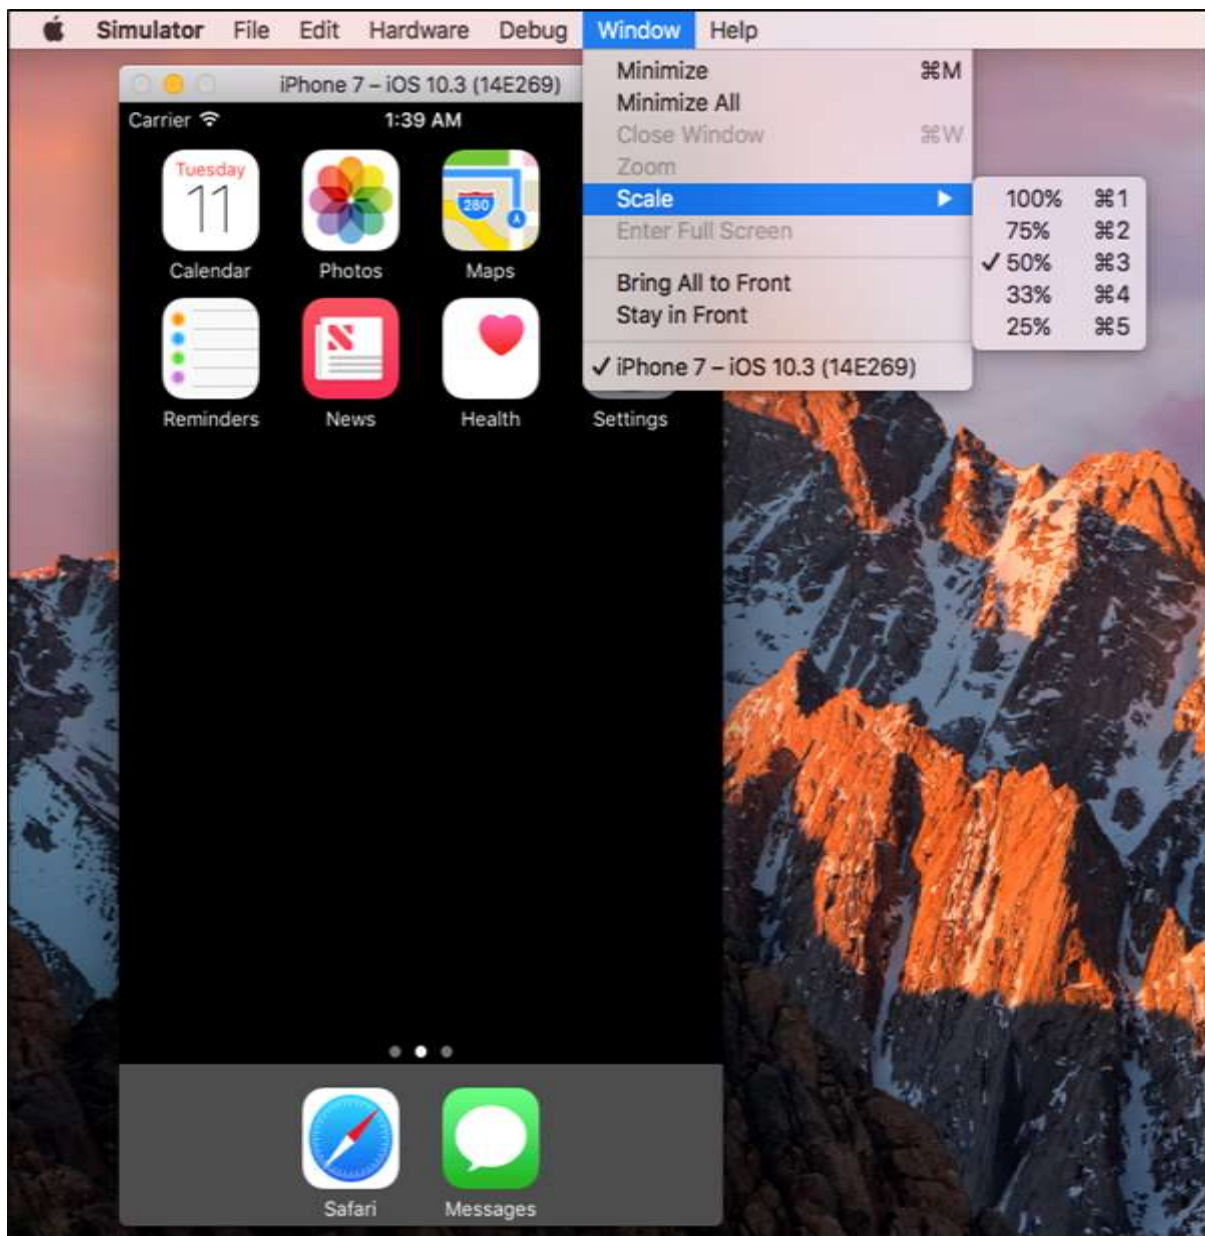 Simulator File Edit Hardware Debug Window Help
iPhone 7 – iOS 10.3 (14E269)
Carrier 1:39 AM
Tuesday
11
280
A
Calendar Photos Maps
N
Reminders News Health Settings
Safari Messages
Minimize ⌘M
Minimize All
Close Window ⌘W
Zoom
Scale ▶
Enter Full Screen
Bring All to Front
Stay in Front
✓ iPhone 7 – iOS 10.3 (14E269)
100% ⌘1
75% ⌘2
✓ 50% ⌘3
33% ⌘4
25% ⌘5